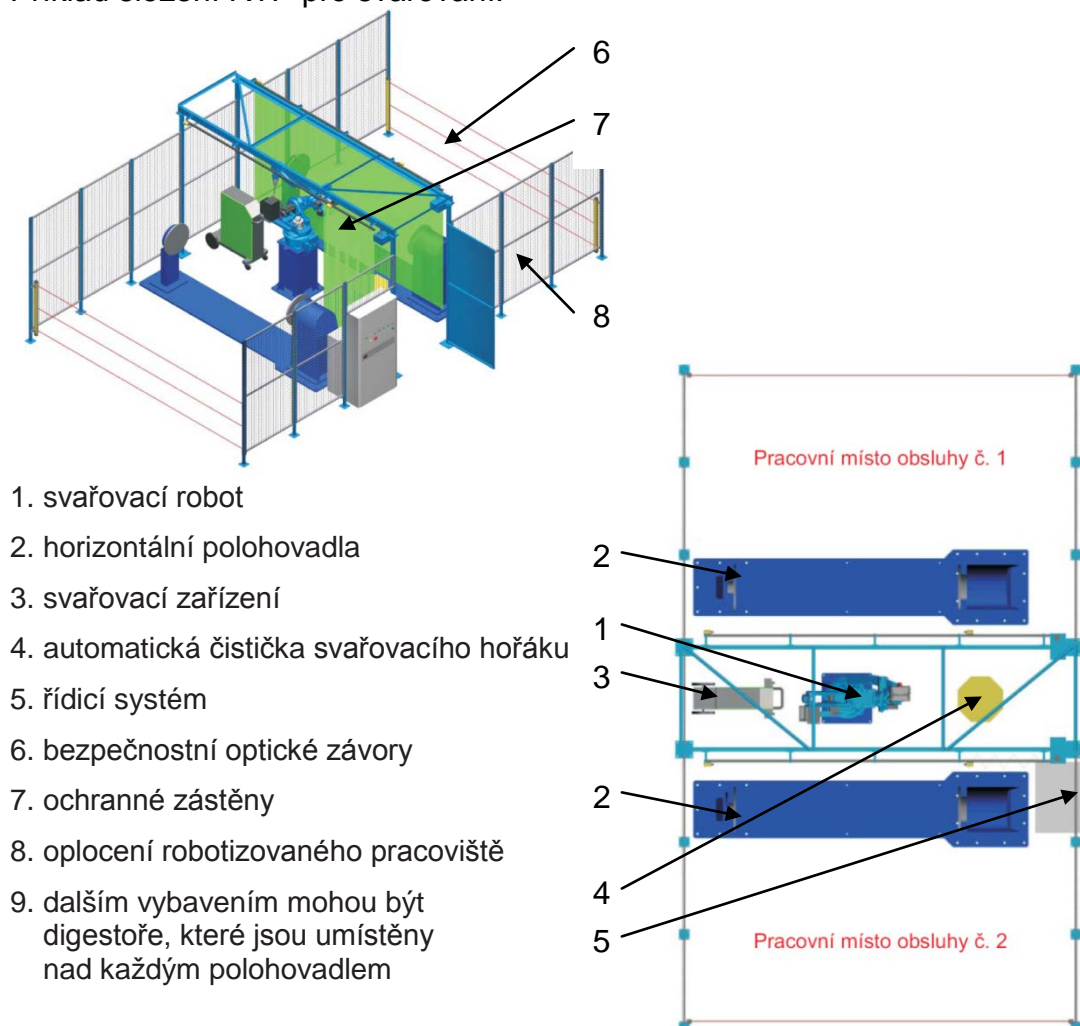 6
7
8
1. svařovací robot
2. horizontální polohovadla
3. svařovací zařízení
4. automatická čistička svařovacího hořáku
5. řídicí systém
6. bezpečnostní optické závory
7. ochranné zástěny
8. oplocení robotizovaného pracoviště
9. dalším vybavením mohou být
digestoře, které jsou umístěny
nad každým polohovadlem
Pracovní místo obsluhy č. 1
2
1
3
2
4
5
Pracovní místo obsluhy č. 2